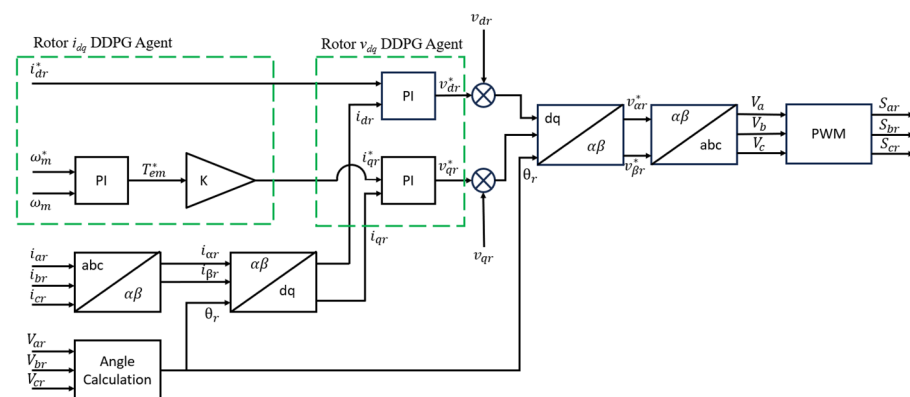 Rotor i_dq DDPG Agent
Rotor v_dq DDPG Agent
v_dr
i*_dr
PI
v*_dr
i_dr
dq
αβ
v*_αr
v*_βr
αβ
abc
V_a
V_b
V_c
PWM
S_ar
S_br
S_cr
ω*_m
ω_m
PI
T*_em
K
i*_qr
PI
v*_qr
θ_r
i_qr
v_qr
i_ar
i_br
i_cr
abc
αβ
i_αr
i_βr
θ_r
αβ
dq
V_ar
V_br
V_cr
Angle
Calculation